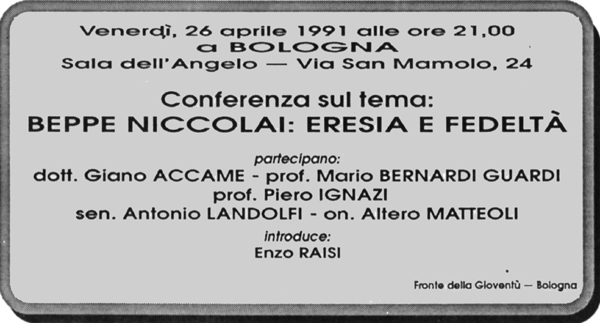 Venerdì, 26 aprile 1991 alle ore 21,00
a BOLOGNA
Sala dell'Angelo — Via San Mamolo, 24
Conferenza sul tema:
BEPPE NICCOLAI: ERESIA E FEDELTÀ
partecipano:
dott. Giano ACCAME - prof. Mario BERNARDI GUARDI
prof. Piero IGNAZI
sen. Antonio LANDOLFI - on. Altero MATTEOLI
introduce:
Enzo RAISI
Fronte della Gioventù — Bologna